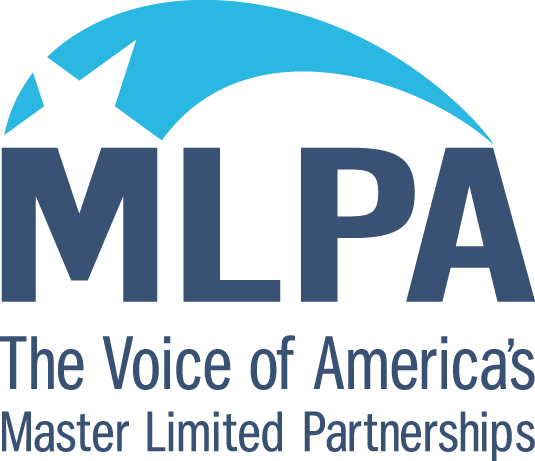 MLPA
The Voice of America's
Master Limited Partnerships